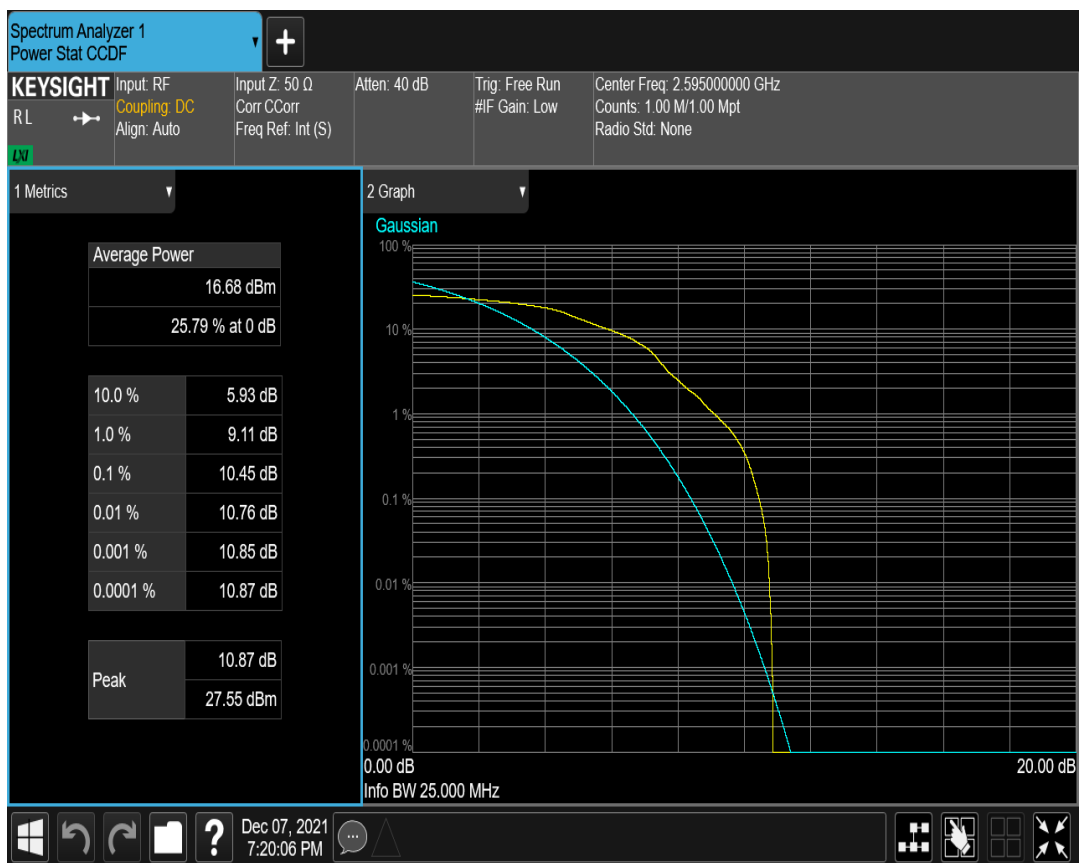 Spectrum Analyzer 1
Power Stat CCDF
+
KEYSIGHT
RL
LXI
Input: RF
Coupling: DC
Align: Auto
Input Z: 50 Ω
Corr CCorr
Freq Ref: Int (S)
Atten: 40 dB
Trig: Free Run
#IF Gain: Low
Center Freq: 2.595000000 GHz
Counts: 1.00 M/1.00 Mpt
Radio Std: None
1 Metrics
Average Power
16.68 dBm
25.79 % at 0 dB
10.0 % 5.93 dB
1.0 % 9.11 dB
0.1 % 10.45 dB
0.01 % 10.76 dB
0.001 % 10.85 dB
0.0001 % 10.87 dB
Peak
10.87 dB
27.55 dBm
2 Graph
Gaussian
100 %
10 %
1 %
0.1 %
0.01 %
0.001 %
0.0001 %
0.00 dB 20.00 dB
Info BW 25.000 MHz
?
Dec 07, 2021
7:20:06 PM